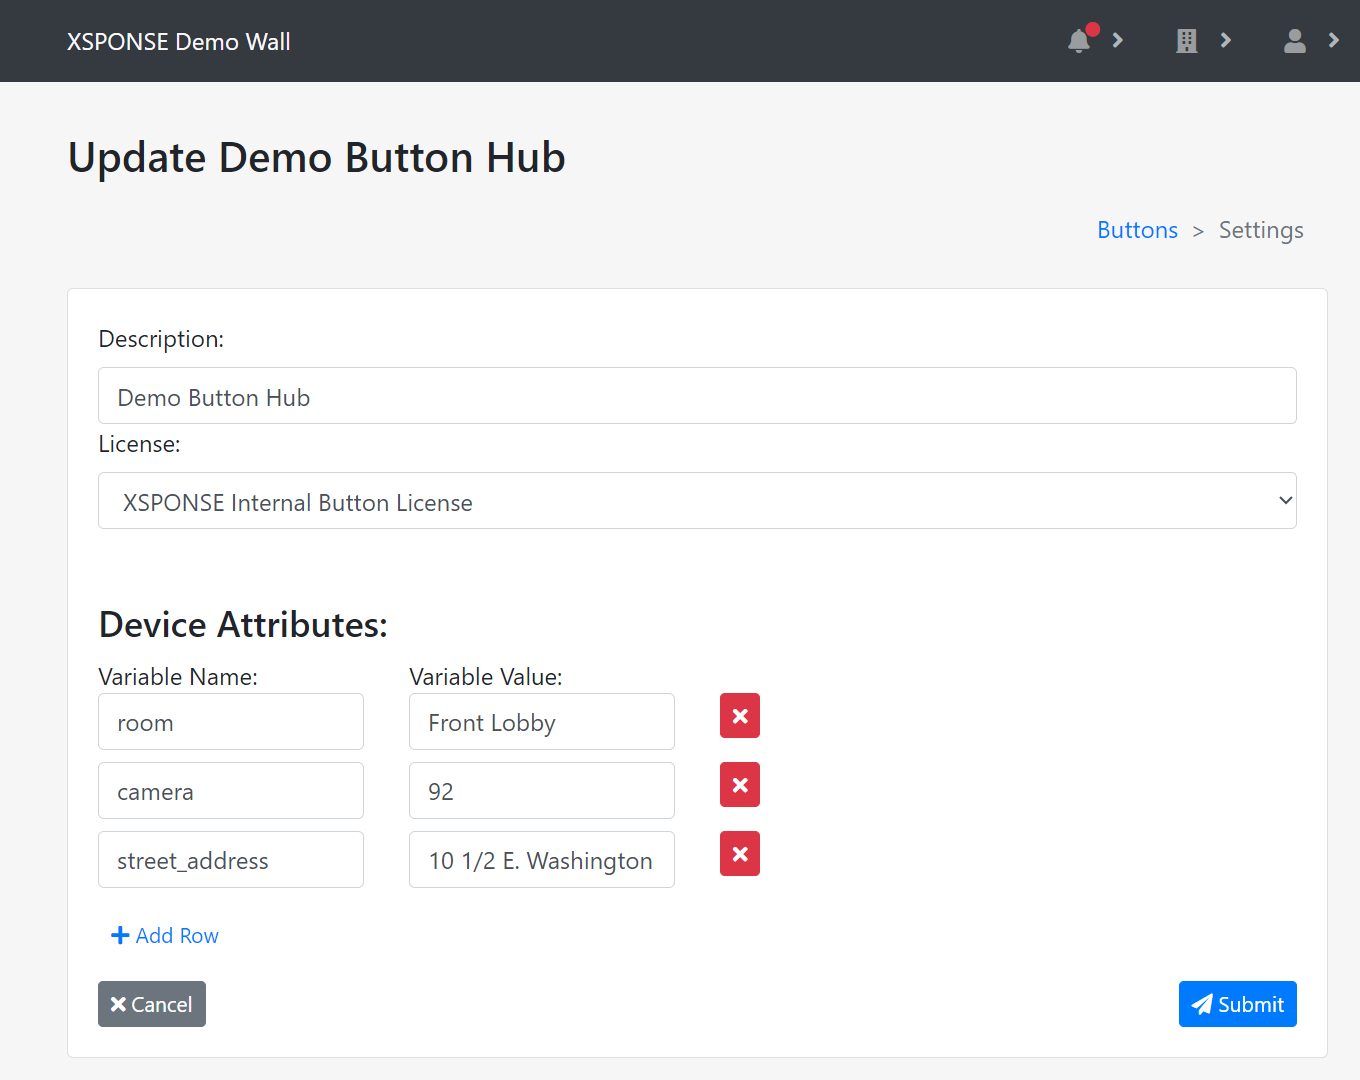 XSPONSE Demo Wall
Update Demo Button Hub
Buttons > Settings
Description:
Demo Button Hub
License:
XSPONSE Internal Button License
Device Attributes:
Variable Name: Variable Value:
room Front Lobby
camera 92
street_address 10 1/2 E. Washington
Add Row
Cancel Submit